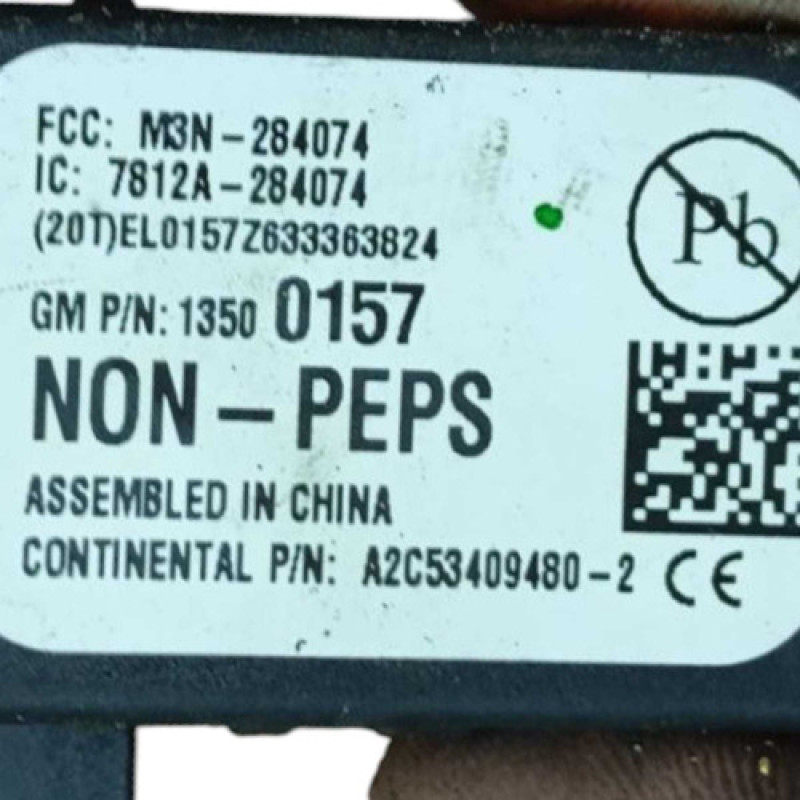 FCC: M3N-284074
IC: 7812A-284074
(20T)EL0157Z633363824
GM P/N: 1350 0157
NON-PEPS
ASSEMBLED IN CHINA
CONTINENTAL P/N: A2C53409480-2 CE
Pb